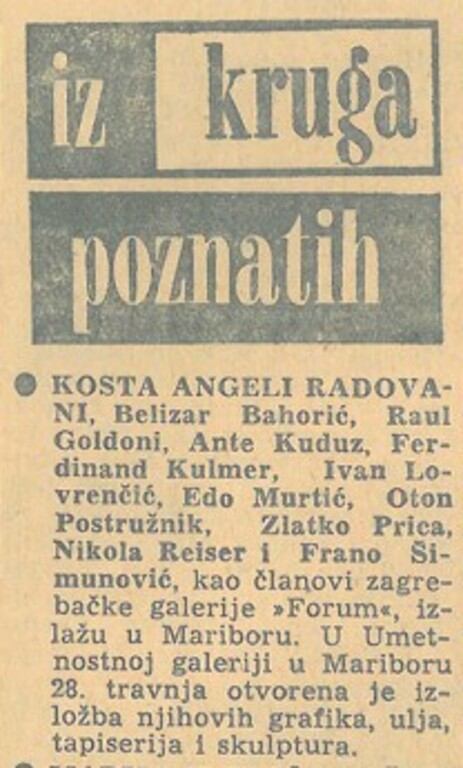 iz kruga
poznatih
● KOSTA ANGELI RADOVA-
NI, Belizar Bahorić, Raul
Goldoni, Ante Kuduz, Fer-
dinand Kulmer, Ivan Lo-
vrenčić, Edo Murtić, Oton
Postružnik, Zlatko Prica,
Nikola Reiser i Frano Ši-
munović, kao članovi zagre-
bačke galerije »Forum«, iz-
lažu u Mariboru. U Umet-
nostnoj galeriji u Mariboru
28. travnja otvorena je iz-
ložba njihovih grafika, ulja,
tapiserija i skulptura.